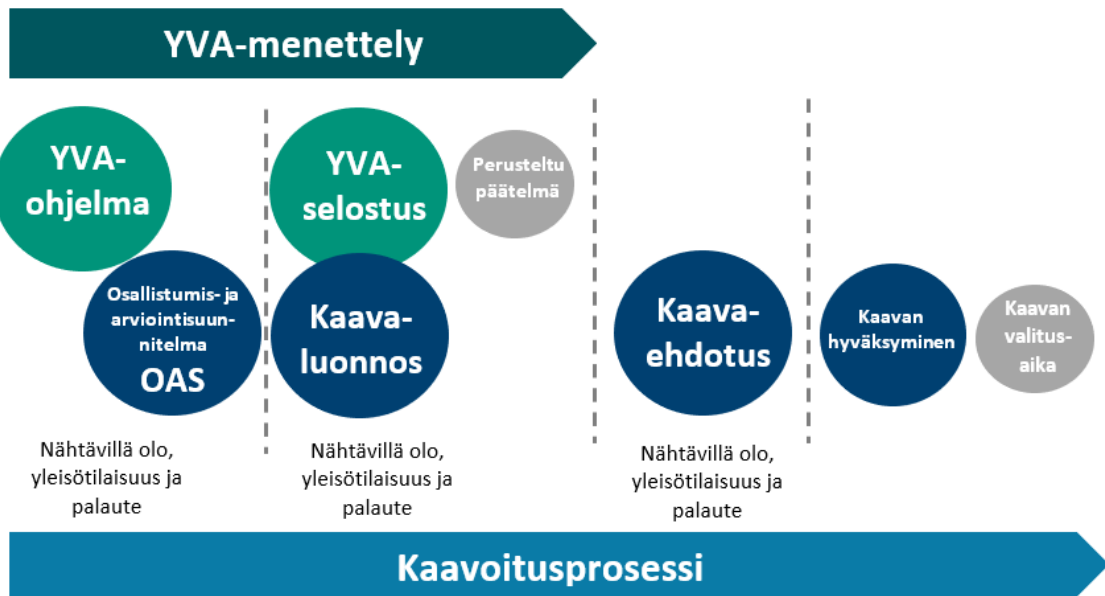 YVA-menettely
YVA-
ohjelma
Osallistumis- ja
arviointisuun-
nitelma
OAS
Nähtävillä olo,
yleisötilaisuus ja
palaute
YVA-
selostus
Perusteltu
päätelmä
Kaava-
luonnos
Nähtävillä olo,
yleisötilaisuus ja
palaute
Kaava-
ehdotus
Nähtävillä olo,
yleisötilaisuus ja
palaute
Kaavan
hyväksyminen
Kaavan
valitus-
aika
Kaavoitusprosessi